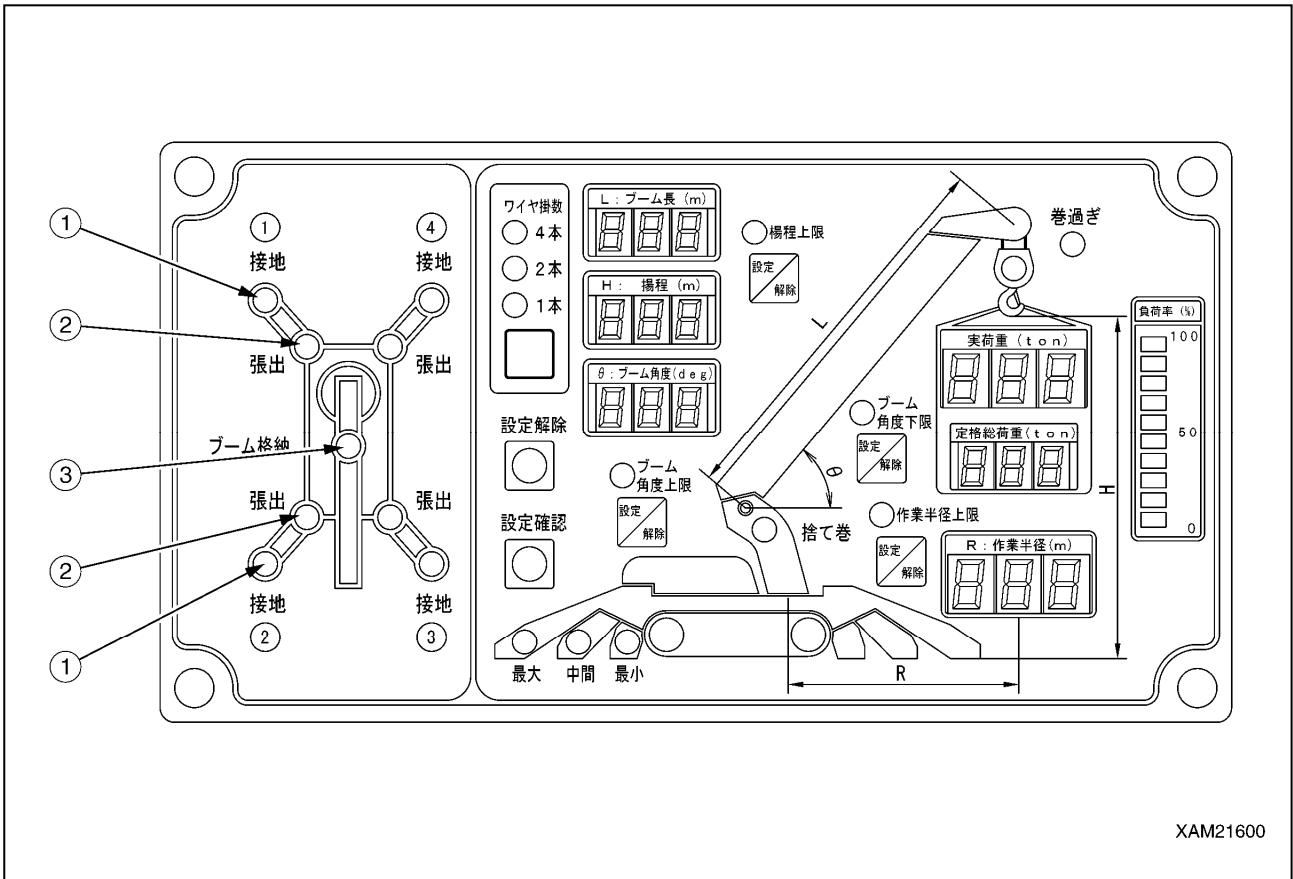 ①
②
③
②
①
①
接地
④
接地
張出
張出
ブーム格納
張出
張出
接地
②
接地
③
ワイヤ掛数
4本
2本
1本
設定解除
設定確認
L：ブーム長 (m)
888
H： 揚程 (m)
888
θ：ブーム角度(deg)
888
揚程上限
設定
解除
巻過ぎ
L
実荷重 (ton)
888
定格総荷重(ton)
888
負荷率 (%)
100
50
0
ブーム
角度下限
設定
解除
θ
H
ブーム
角度上限
設定
解除
捨て巻
作業半径上限
設定
解除
R：作業半径(m)
888
最大
中間
最小
R
XAM21600